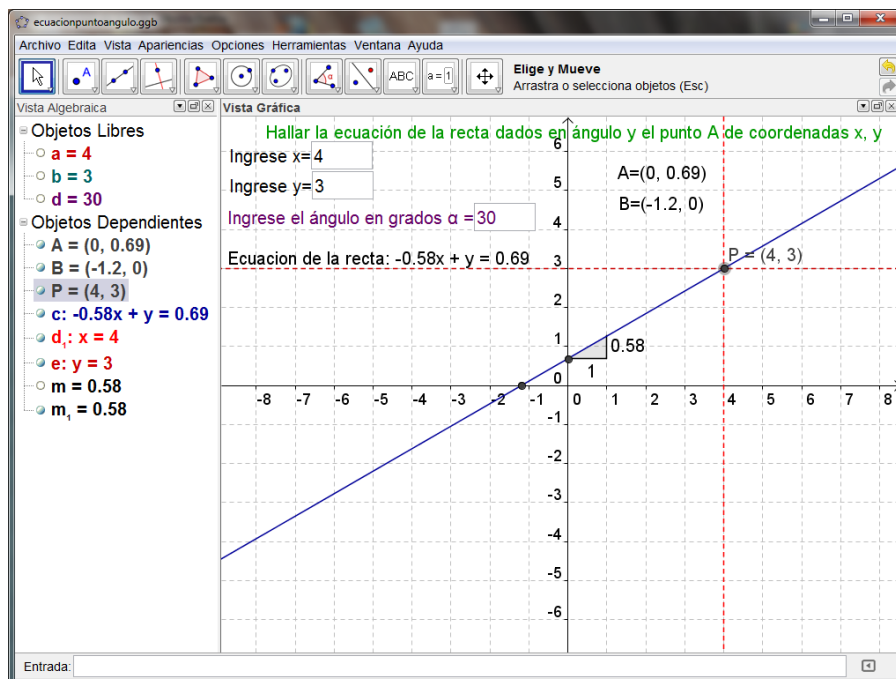 ecuacionpuntoangulo.ggb
Archivo Edita Vista Apariencias Opciones Herramientas Ventana Ayuda
A
α
ABC
a = 1
Elige y Mueve
Arrastra o selecciona objetos (Esc)
Vista Algebraica
Objetos Libres
a = 4
b = 3
d = 30
Objetos Dependientes
A = (0, 0.69)
B = (-1.2, 0)
P = (4, 3)
c: -0.58x + y = 0.69
d₁: x = 4
e: y = 3
m = 0.58
m₁ = 0.58
Vista Gráfica
Hallar la ecuación de la recta dados en ángulo y el punto A de coordenadas x, y
Ingrese x= 4
Ingrese y= 3
Ingrese el ángulo en grados α = 30
Ecuacion de la recta: -0.58x + y = 0.69
A=(0, 0.69)
B=(-1.2, 0)
P = (4, 3)
0.58
1
6
5
4
3
2
1
0
-1
-2
-3
-4
-5
-6
-8 -7 -6 -5 -4 -3 -2 -1 0 1 2 3 4 5 6 7 8
Entrada: